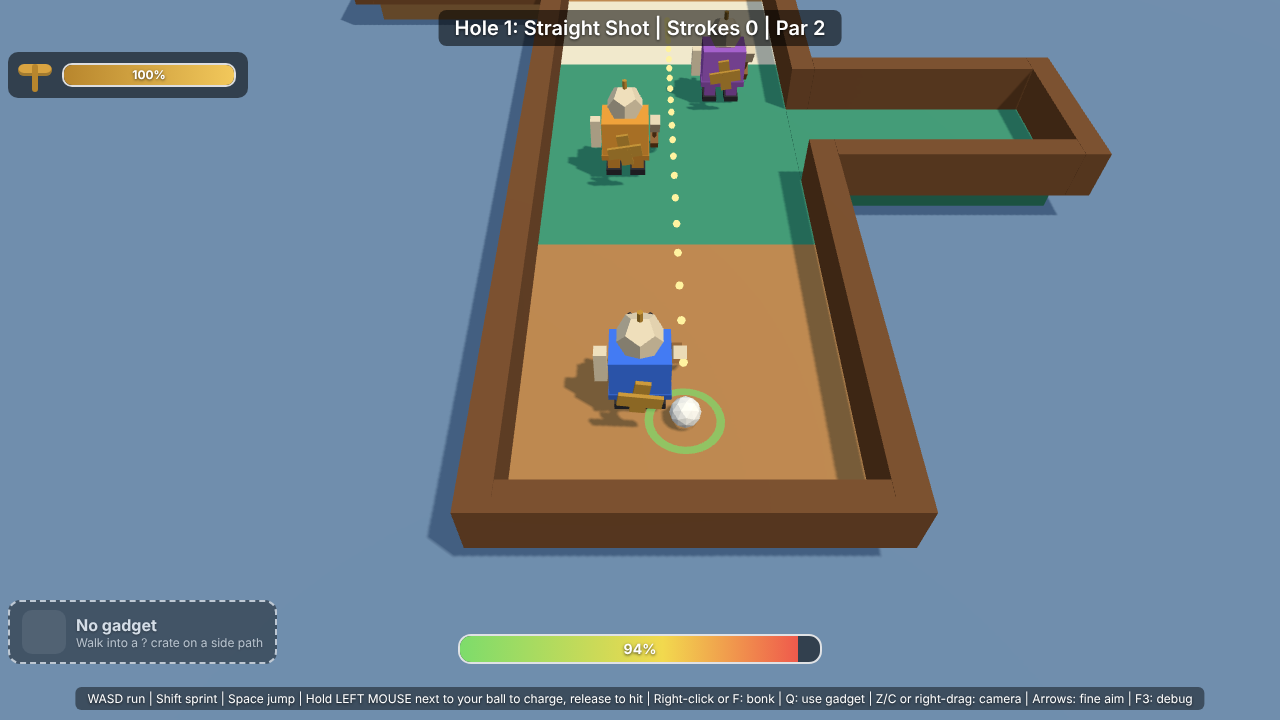 Hole 1: Straight Shot | Strokes 0 | Par 2
100%
No gadget
Walk into a ? crate on a side path
94%
WASD run | Shift sprint | Space jump | Hold LEFT MOUSE next to your ball to charge, release to hit | Right-click or F: bonk | Q: use gadget | Z/C or right-drag: camera | Arrows: fine aim | F3: debug